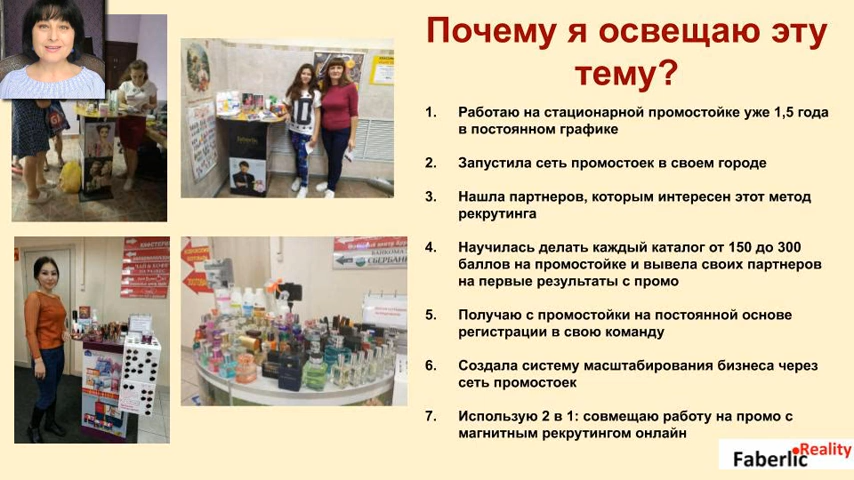 Почему я освещаю эту
тему?
1. Работаю на стационарной промостойке уже 1,5 года
в постоянном графике
2. Запустила сеть промостоек в своем городе
3. Нашла партнеров, которым интересен этот метод
рекрутинга
4. Научилась делать каждый каталог от 150 до 300
баллов на промостойке и вывела своих партнеров
на первые результаты с промо
5. Получаю с промостойки на постоянной основе
регистрации в свою команду
6. Создала систему масштабирования бизнеса через
сеть промостоек
7. Использую 2 в 1: совмещаю работу на промо с
магнитным рекрутингом онлайн
Faberlic Reality
СБЕРБАНК